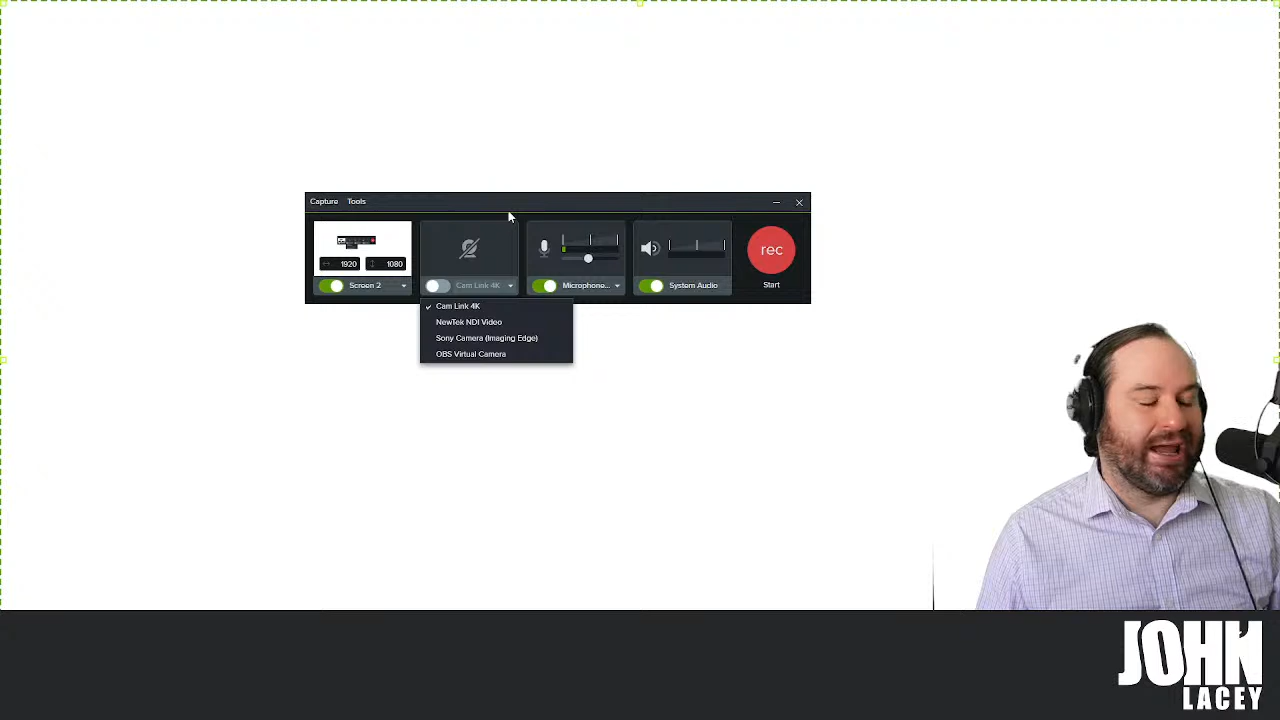 Capture Tools
1920 1080
rec
Screen 2
Cam Link 4K
Microphone...
System Audio
Start
Cam Link 4K
NewTek NDI Video
Sony Camera (Imaging Edge)
OBS Virtual Camera
JOHN
LACEY